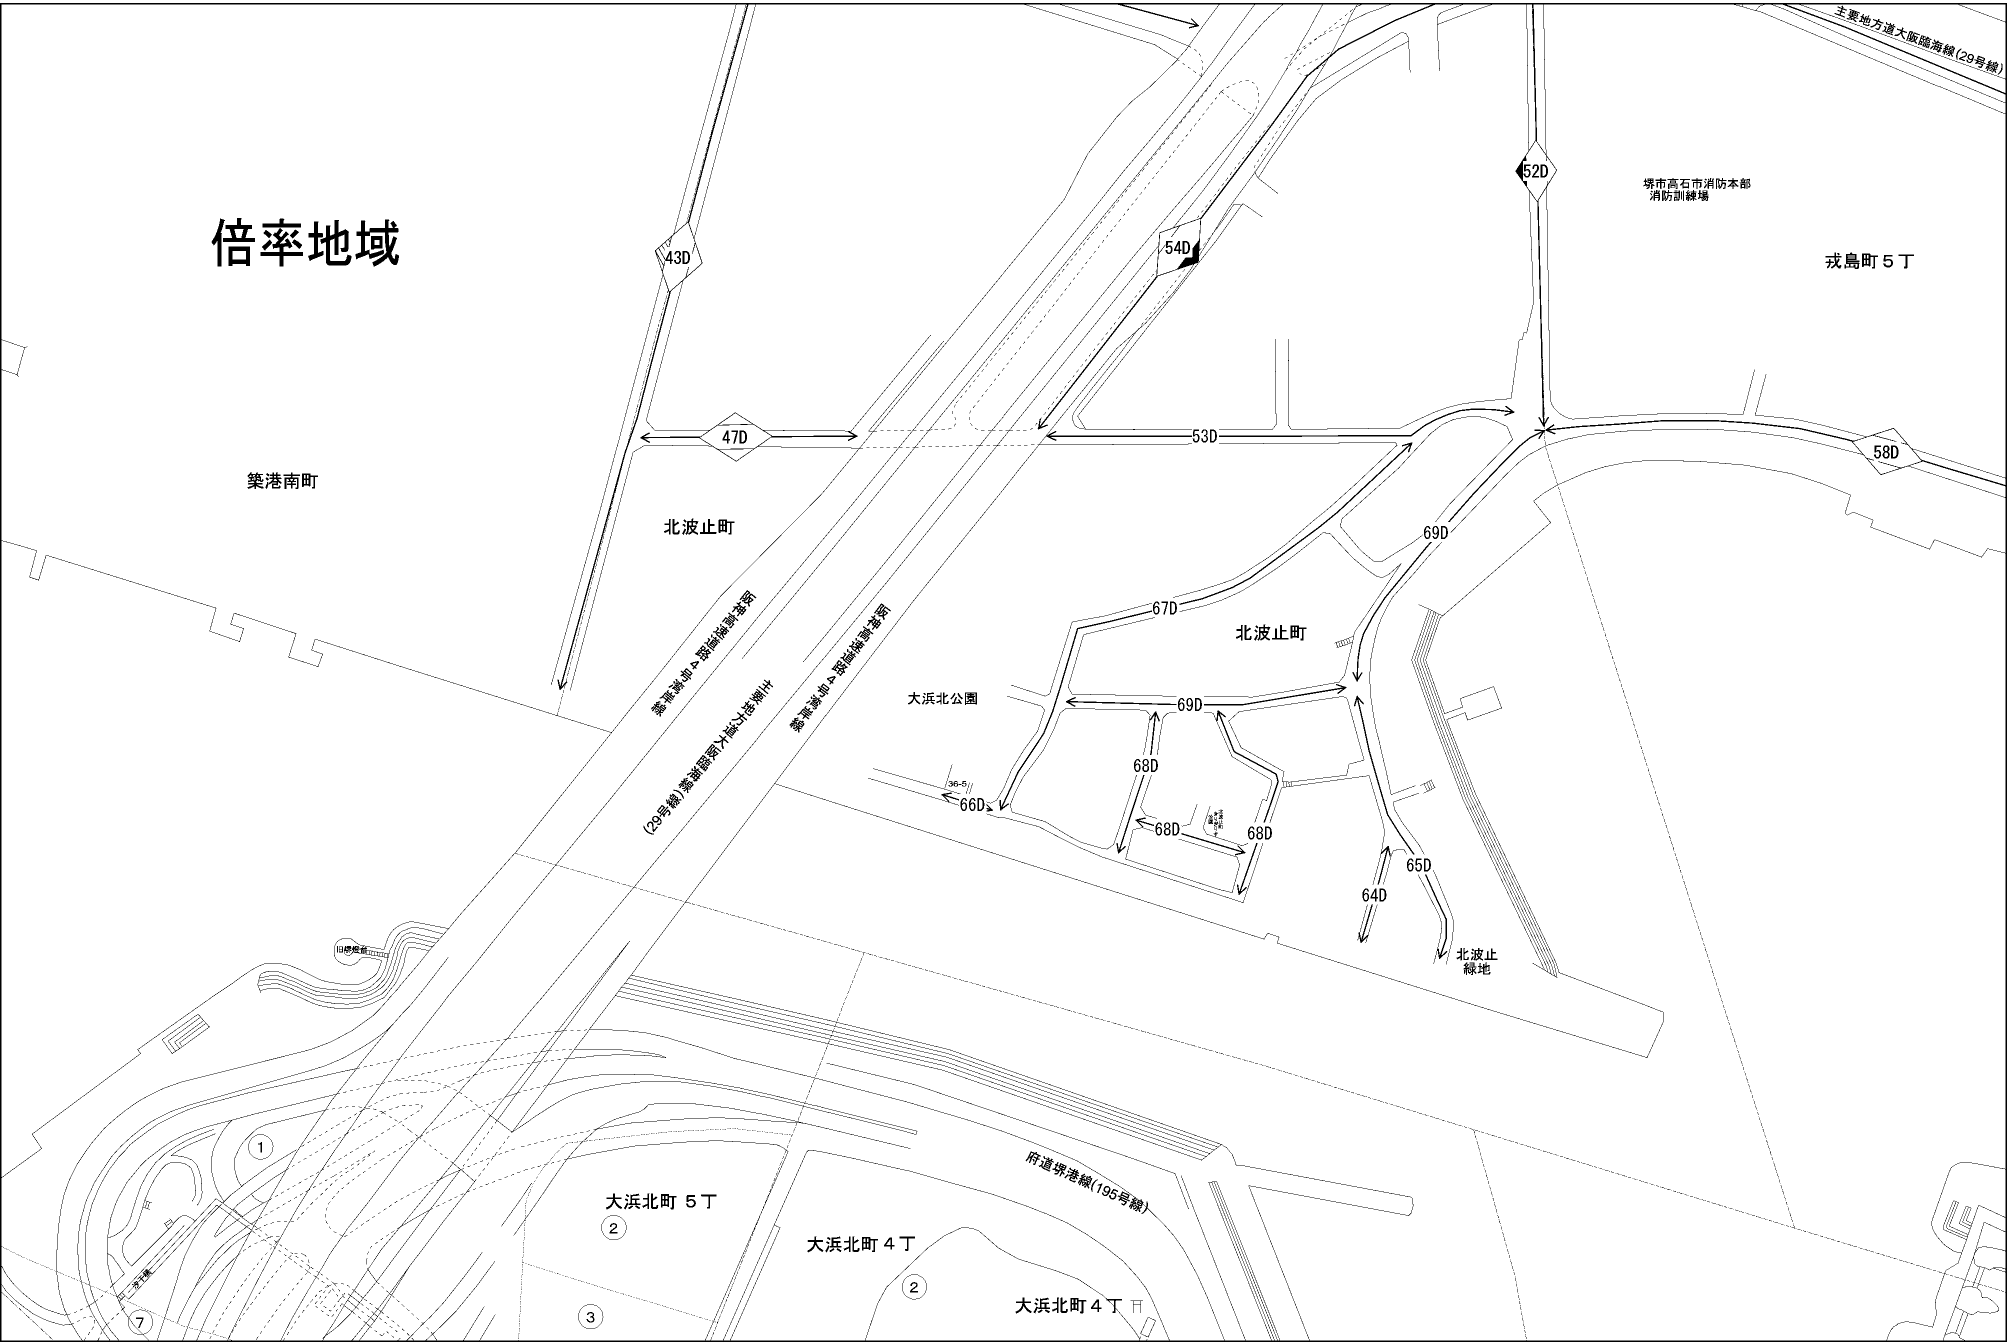 主要地方道大阪臨海線(29号線)
52D
堺市高石市消防本部
消防訓練場
倍率地域
43D
54D
戎島町5丁
47D
53D
58D
築港南町
北波止町
69D
阪神高速道路4号湾岸線
阪神高速道路4号湾岸線
67D
北波止町
主要地方道大阪臨海線
(29号線)
大浜北公園
69D
68D
36-5
66D
68D
68D
65D
64D
旧堺燈台
北波止
緑地
1
府道堺港線(195号線)
大浜北町5丁
2
大浜北町4丁
2
大浜北町4丁
3
7